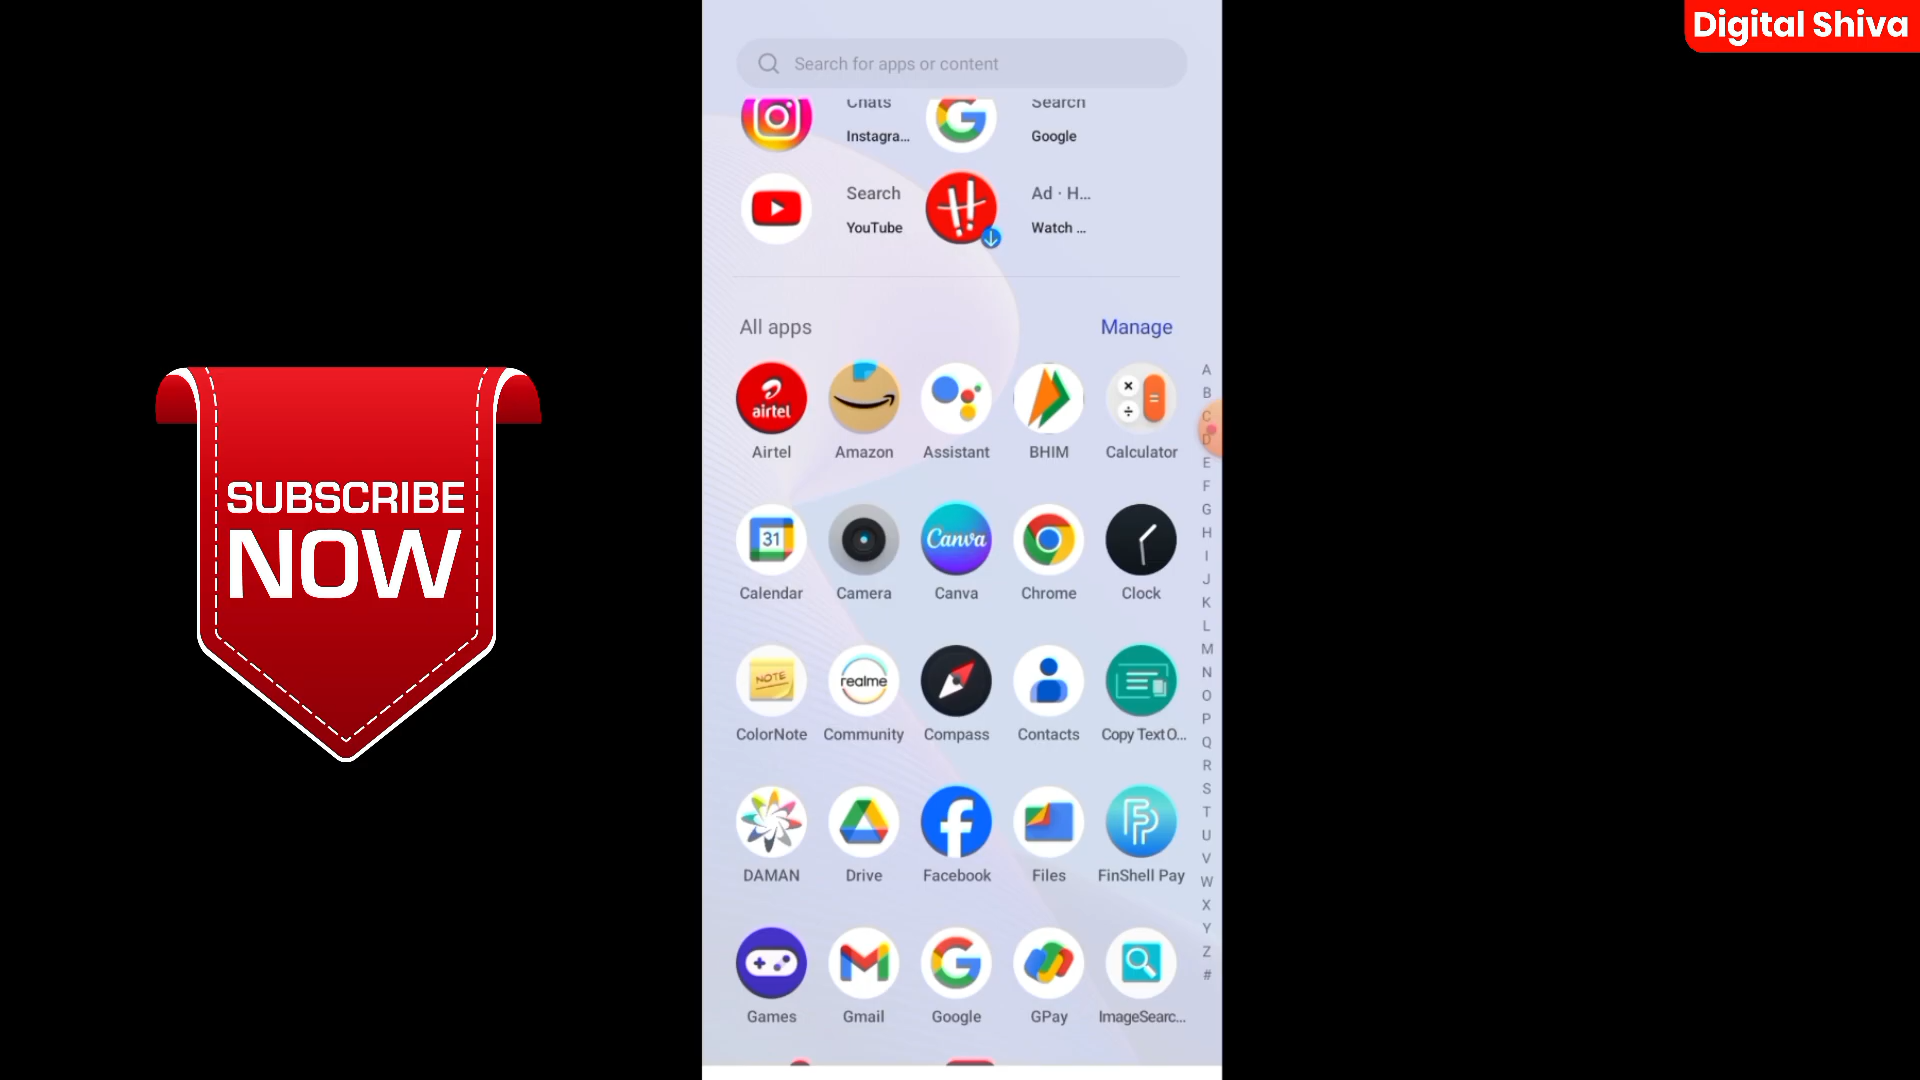 Digital Shiva
Search for apps or content
Chats
Instagra...
Search
Google
Search
YouTube
Ad · H...
Watch ...
All apps
Manage
airtel
Airtel
Amazon
Assistant
BHIM
Calculator
31
Calendar
Camera
Canva
Canva
Chrome
Clock
NOTE
ColorNote
realme
Community
Compass
Contacts
Copy Text O...
DAMAN
Drive
Facebook
Files
FinShell Pay
Games
Gmail
Google
GPay
ImageSearc...
A
B
C
D
E
F
G
H
I
J
K
L
M
N
O
P
Q
R
S
T
U
V
W
X
Y
Z
#
SUBSCRIBE
NOW